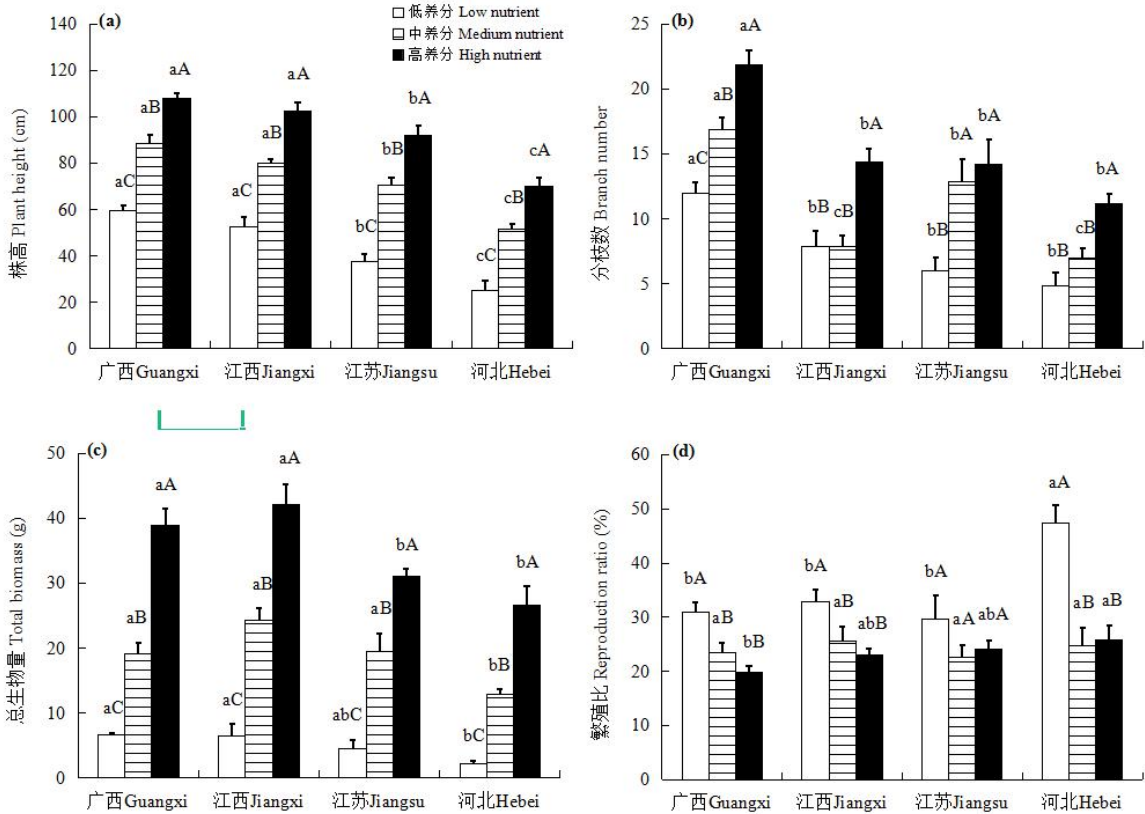 (a)
低养分 Low nutrient
中养分 Medium nutrient
高养分 High nutrient
株高 Plant height (cm)
140
120
100
80
60
40
20
0
aC
aB
aA
aC
aB
aA
bC
bB
bA
cC
cB
cA
广西Guangxi
江西Jiangxi
江苏Jiangsu
河北Hebei
(b)
分枝数 Branch number
25
20
15
10
5
0
aC
aB
aA
bB
cB
bA
bB
bA
bA
bB
cB
bA
广西Guangxi
江西Jiangxi
江苏Jiangsu
河北Hebei
(c)
总生物量 Total biomass (g)
50
40
30
20
10
0
aC
aB
aA
aC
aB
aA
abC
aB
bA
bC
bB
bA
广西Guangxi
江西Jiangxi
江苏Jiangsu
河北Hebei
(d)
繁殖比 Reproduction ratio (%)
60
50
40
30
20
10
0
bA
aB
bB
bA
aB
abB
bA
aA
abA
aA
aB
aB
广西Guangxi
江西Jiangxi
江苏Jiangsu
河北Hebei